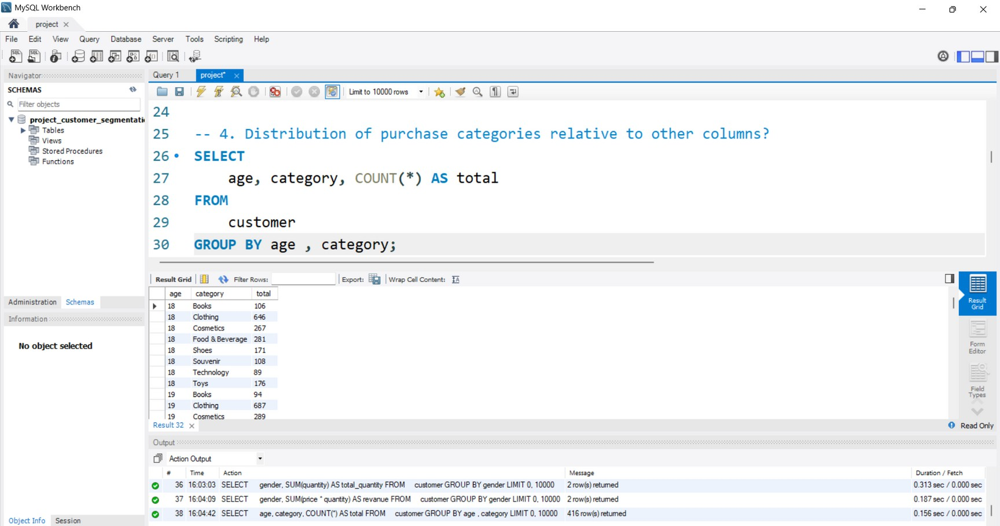 MySQL Workbench
project
File Edit View Query Database Server Tools Scripting Help
Navigator
SCHEMAS
Filter objects
project_customer_segmentati
Tables
Views
Stored Procedures
Functions
Administration Schemas
Information
No object selected
Object Info Session
Query 1 project*
Limit to 10000 rows
24
25 -- 4. Distribution of purchase categories relative to other columns?
26 SELECT
27 age, category, COUNT(*) AS total
28 FROM
29 customer
30 GROUP BY age , category;
Result Grid Filter Rows: Export: Wrap Cell Content:
age category total
18 Books 106
18 Clothing 646
18 Cosmetics 267
18 Food & Beverage 281
18 Shoes 171
18 Souvenir 108
18 Technology 89
18 Toys 176
19 Books 94
19 Clothing 687
19 Cosmetics 289
Result Grid
Form Editor
Field Types
Result 32
Read Only
Output
Action Output
# Time Action Message Duration / Fetch
36 16:03:03 SELECT gender, SUM(quantity) AS total_quantity FROM customer GROUP BY gender LIMIT 0, 10000 2 row(s) returned 0.313 sec / 0.000 sec
37 16:04:09 SELECT gender, SUM(price * quantity) AS revanue FROM customer GROUP BY gender LIMIT 0, 10000 2 row(s) returned 0.187 sec / 0.000 sec
38 16:04:42 SELECT age, category, COUNT(*) AS total FROM customer GROUP BY age , category LIMIT 0, 10000 416 row(s) returned 0.156 sec / 0.000 sec